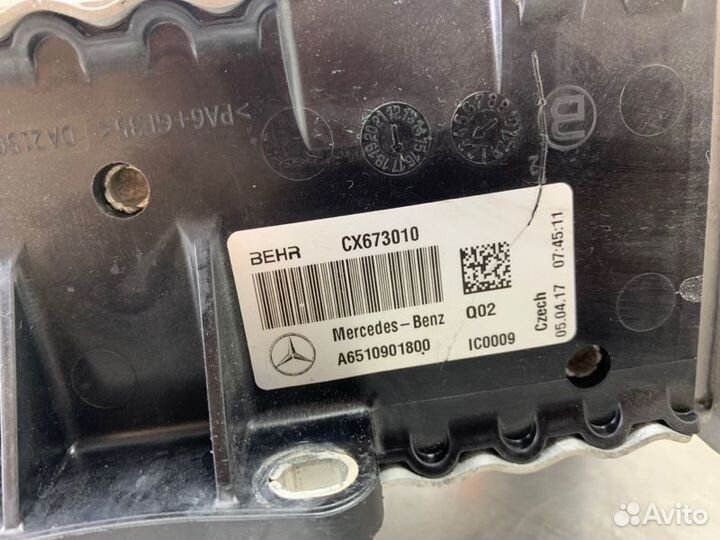 >PA6+GF35<
BEHR CX673010
Mercedes-Benz Q02
A6510901800 IC0009
Czech
05.04.17 07:45:11
Avito